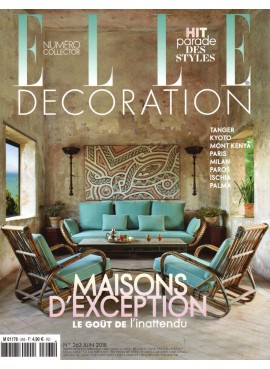 ELLE
NUMÉRO
COLLECTOR
HIT
parade
DES
STYLES
DECORATION
TANGER
KYOTO
MONT KENYA
PARIS
MILAN
PAROS
ISCHIA
PALMA
MAISONS
D'EXCEPTION
LE GOÛT DE l'inattendu
N° 263 JUIN 2018